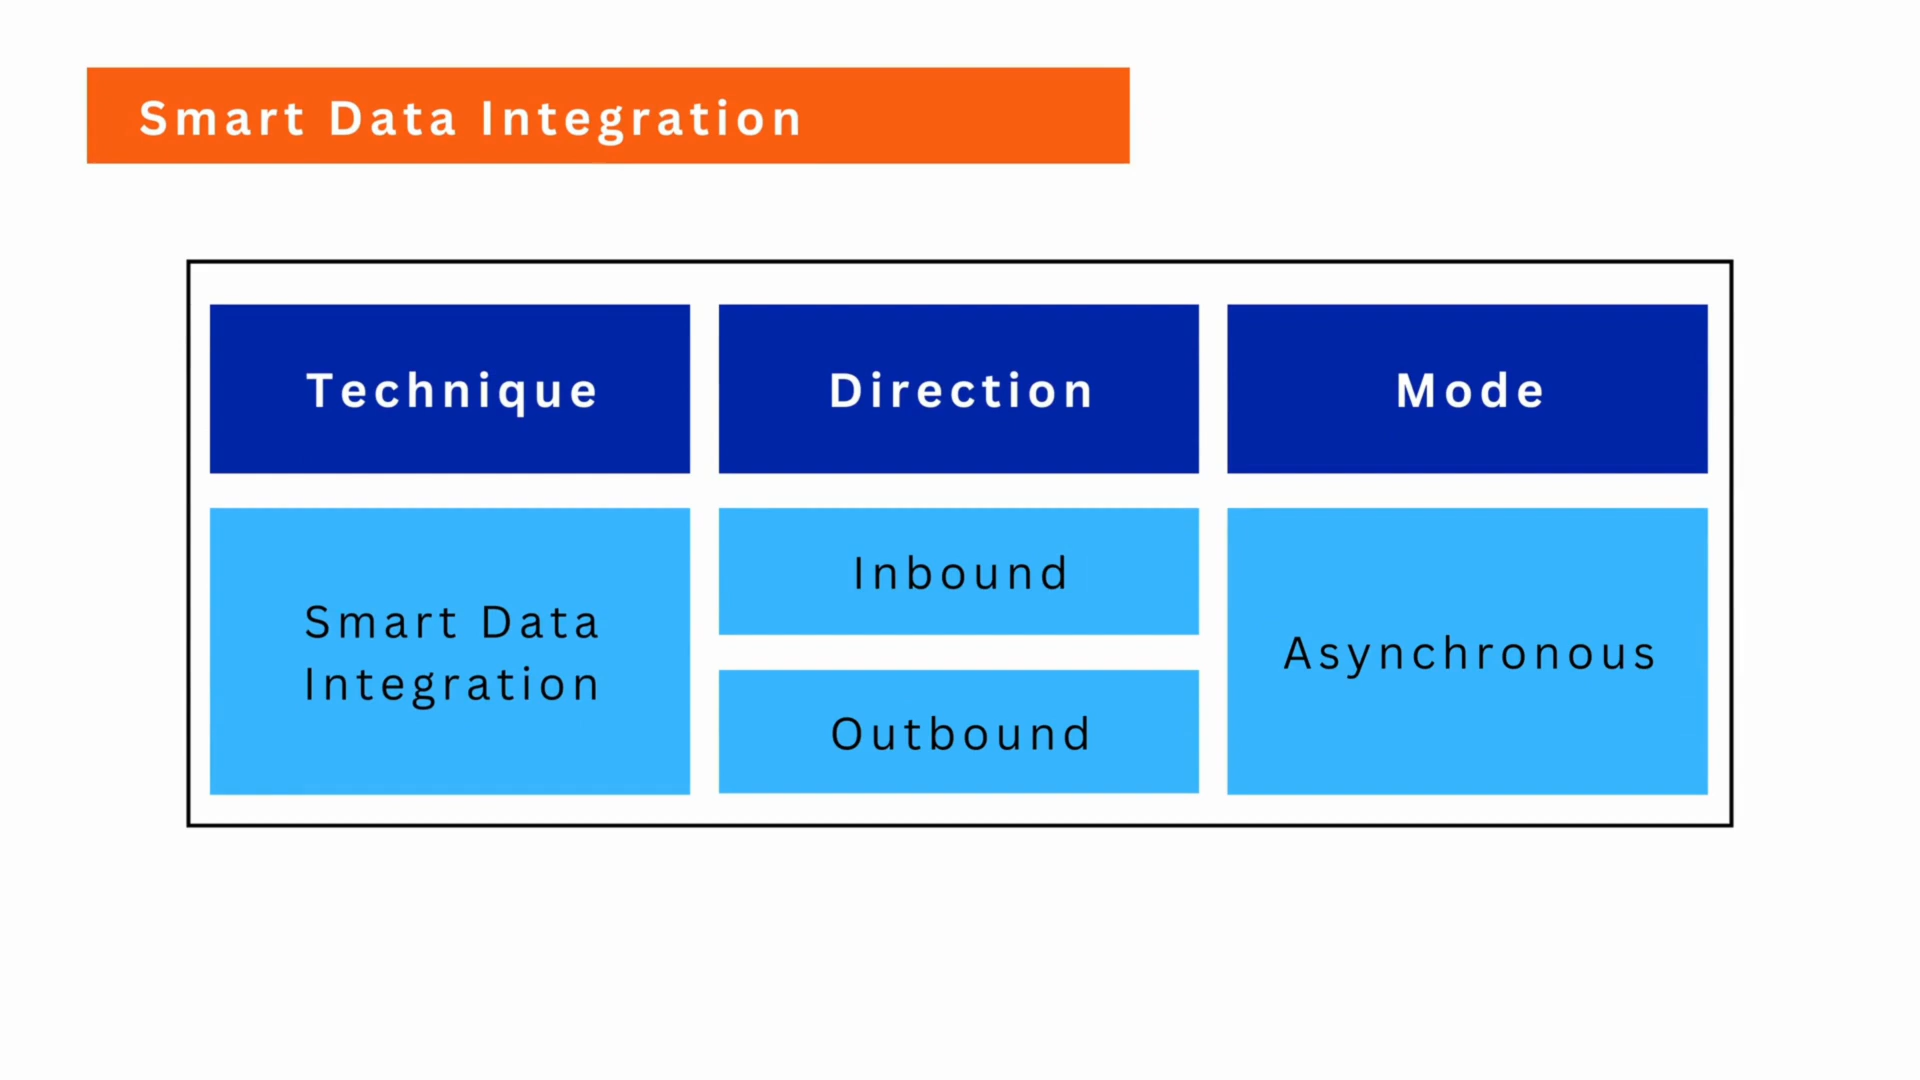 Smart Data Integration
Technique
Direction
Mode
Smart Data
Integration
Inbound
Outbound
Asynchronous